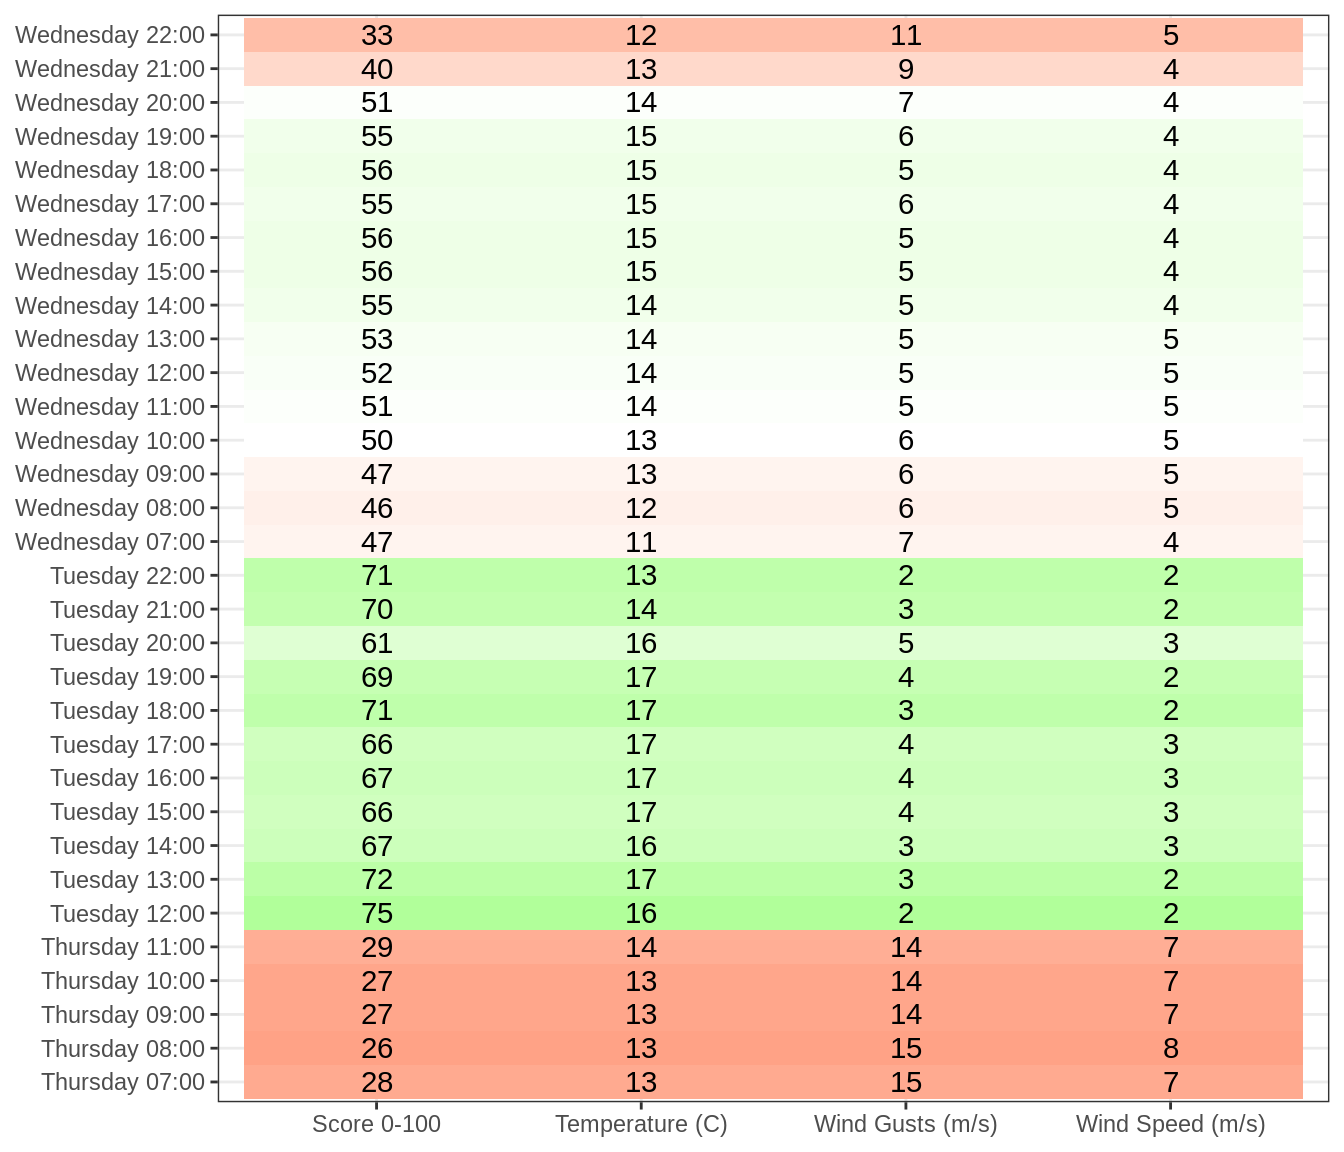 Wednesday 22:00 33 12 11 5
Wednesday 21:00 40 13 9 4
Wednesday 20:00 51 14 7 4
Wednesday 19:00 55 15 6 4
Wednesday 18:00 56 15 5 4
Wednesday 17:00 55 15 6 4
Wednesday 16:00 56 15 5 4
Wednesday 15:00 56 15 5 4
Wednesday 14:00 55 14 5 4
Wednesday 13:00 53 14 5 5
Wednesday 12:00 52 14 5 5
Wednesday 11:00 51 14 5 5
Wednesday 10:00 50 13 6 5
Wednesday 09:00 47 13 6 5
Wednesday 08:00 46 12 6 5
Wednesday 07:00 47 11 7 4
Tuesday 22:00 71 13 2 2
Tuesday 21:00 70 14 3 2
Tuesday 20:00 61 16 5 3
Tuesday 19:00 69 17 4 2
Tuesday 18:00 71 17 3 2
Tuesday 17:00 66 17 4 3
Tuesday 16:00 67 17 4 3
Tuesday 15:00 66 17 4 3
Tuesday 14:00 67 16 3 3
Tuesday 13:00 72 17 3 2
Tuesday 12:00 75 16 2 2
Thursday 11:00 29 14 14 7
Thursday 10:00 27 13 14 7
Thursday 09:00 27 13 14 7
Thursday 08:00 26 13 15 8
Thursday 07:00 28 13 15 7
Score 0-100 Temperature (C) Wind Gusts (m/s) Wind Speed (m/s)